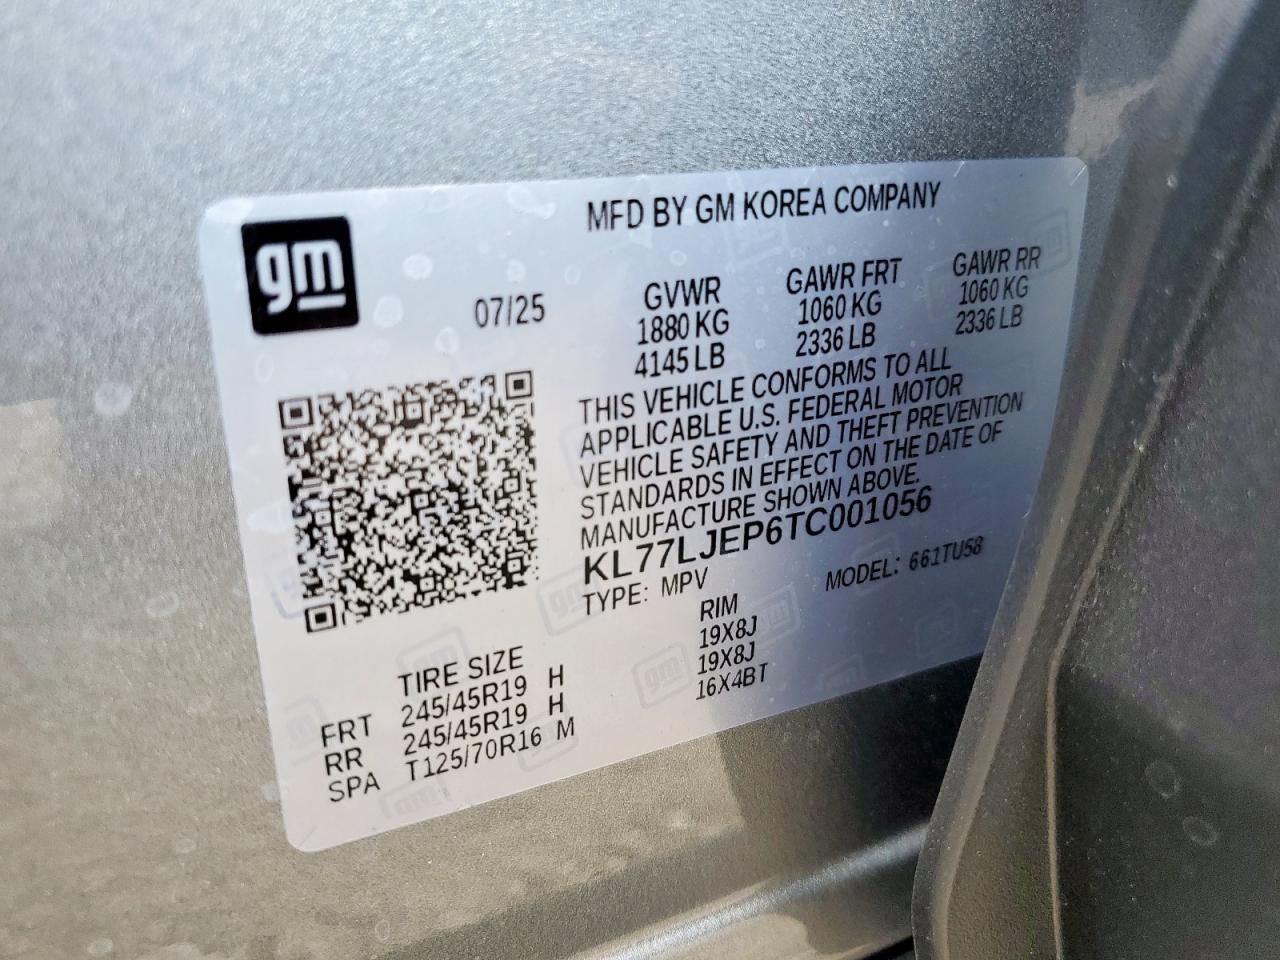 MFD BY GM KOREA COMPANY
gm
07/25
GVWR GAWR FRT GAWR RR
1880 KG 1060 KG 1060 KG
4145 LB 2336 LB 2336 LB
THIS VEHICLE CONFORMS TO ALL
APPLICABLE U.S. FEDERAL MOTOR
VEHICLE SAFETY AND THEFT PREVENTION
STANDARDS IN EFFECT ON THE DATE OF
MANUFACTURE SHOWN ABOVE.
KL77LJEP6TC001056
TYPE: MPV MODEL: 661TU58
TIRE SIZE RIM
FRT 245/45R19 H 19X8J
RR 245/45R19 H 19X8J
SPA T125/70R16 M 16X4BT